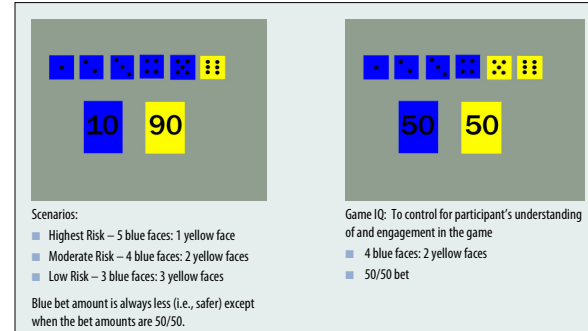 10 90
50 50
Scenarios:
Highest Risk – 5 blue faces: 1 yellow face
Moderate Risk – 4 blue faces: 2 yellow faces
Low Risk – 3 blue faces: 3 yellow faces
Blue bet amount is always less (i.e., safer) except
when the bet amounts are 50/50.
Game IQ: To control for participant's understanding
of and engagement in the game
4 blue faces: 2 yellow faces
50/50 bet